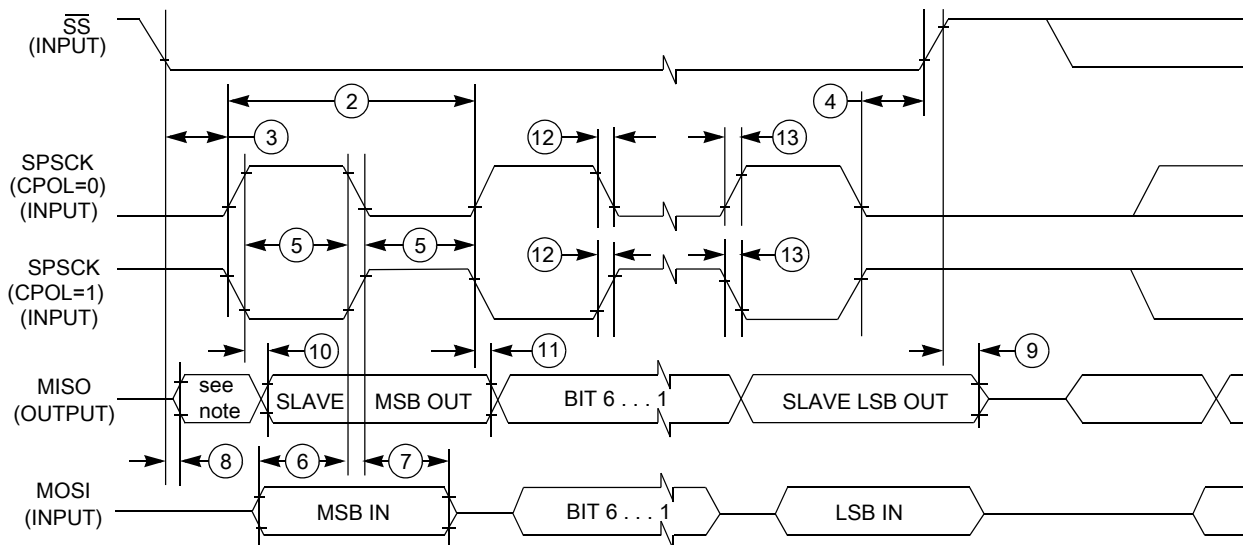 SS
(INPUT)
2
4
3
12
13
SPSCK
(CPOL=0)
(INPUT)
5
5
12
13
SPSCK
(CPOL=1)
(INPUT)
10
11
9
MISO
(OUTPUT)
see
note
SLAVE
MSB OUT
BIT 6 . . . 1
SLAVE LSB OUT
8
6
7
MOSI
(INPUT)
MSB IN
BIT 6 . . . 1
LSB IN